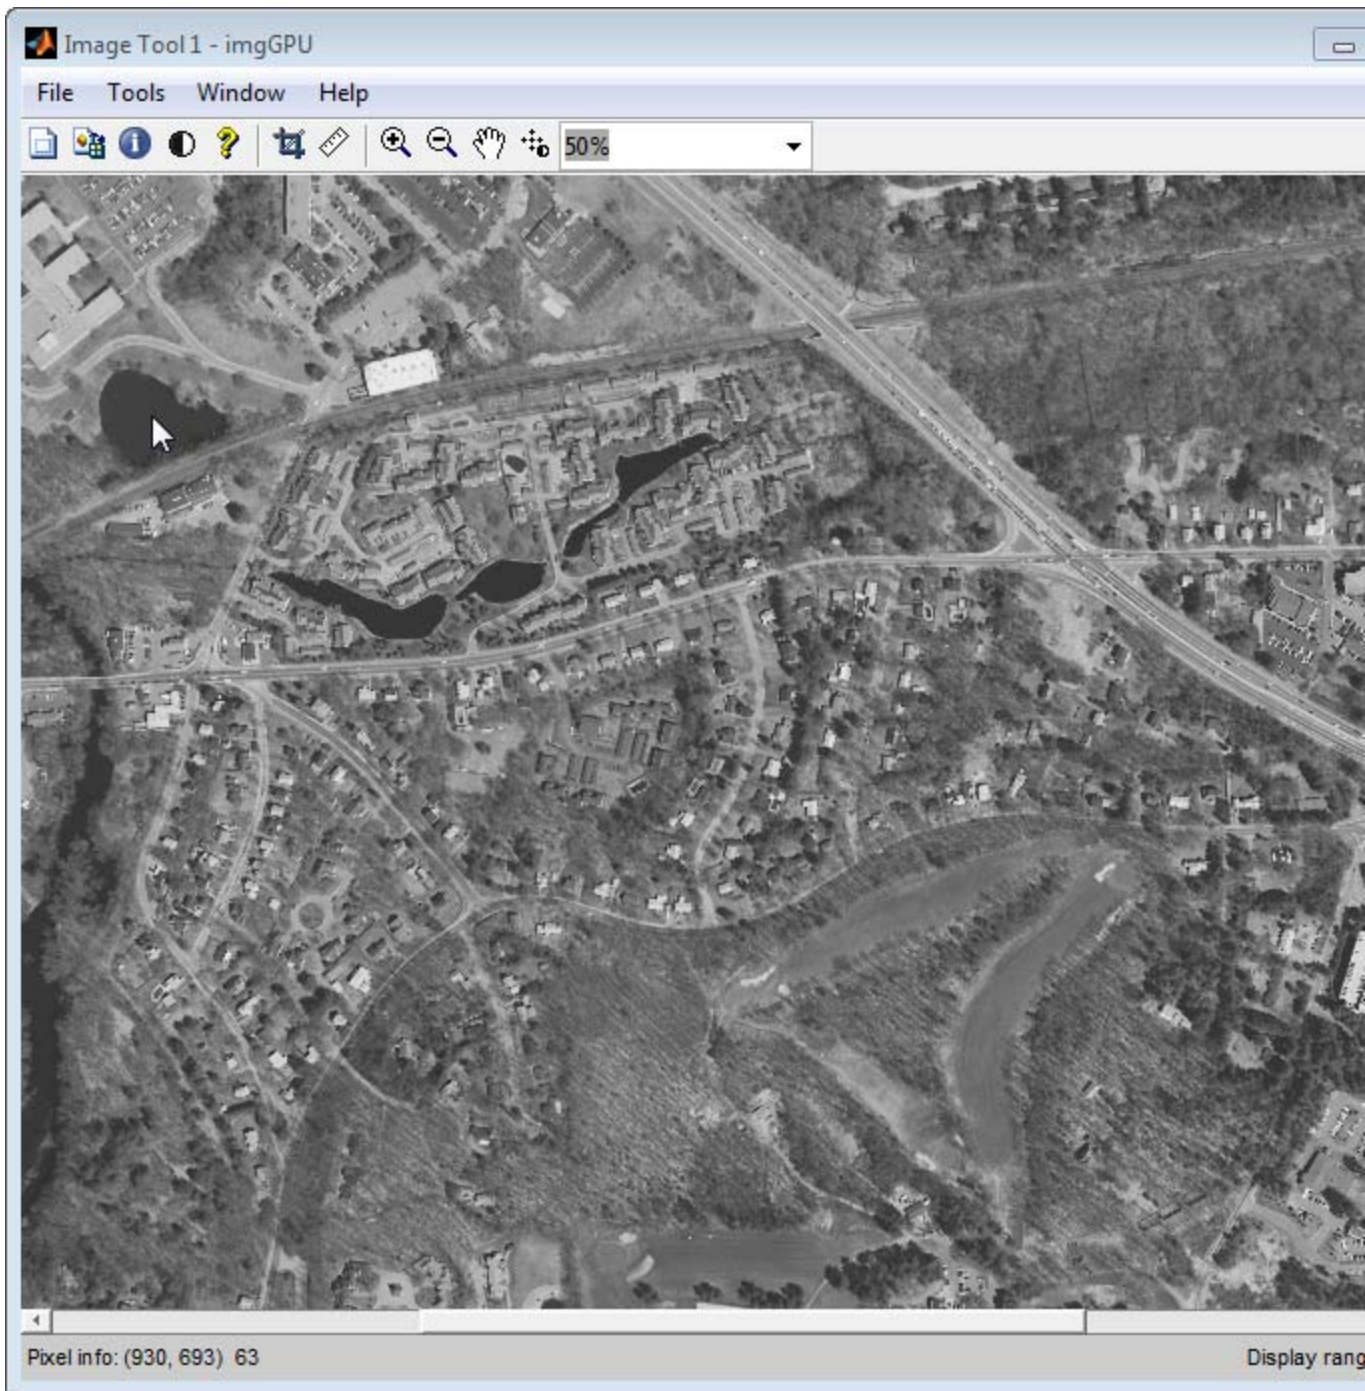 Image Tool 1 - imgGPU
File Tools Window Help
50%
Pixel info: (930, 693) 63
Display rang